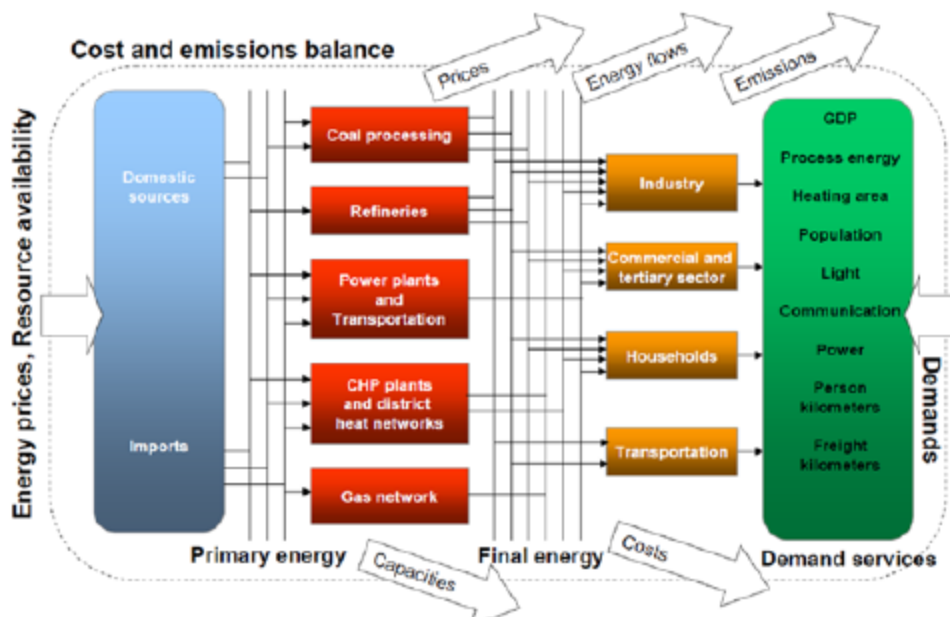 Cost and emissions balance
Prices
Energy flows
Emissions
Energy prices, Resource availability
Domestic
sources
Imports
Coal processing
Refineries
Power plants
and
Transportation
CHP plants
and district
heat networks
Gas network
Industry
Commercial and
tertiary sector
Households
Transportation
GDP
Process energy
Heating area
Population
Light
Communication
Power
Person
kilometers
Freight
kilometers
Demands
Primary energy
Final energy
Demand services
Capacities
Costs